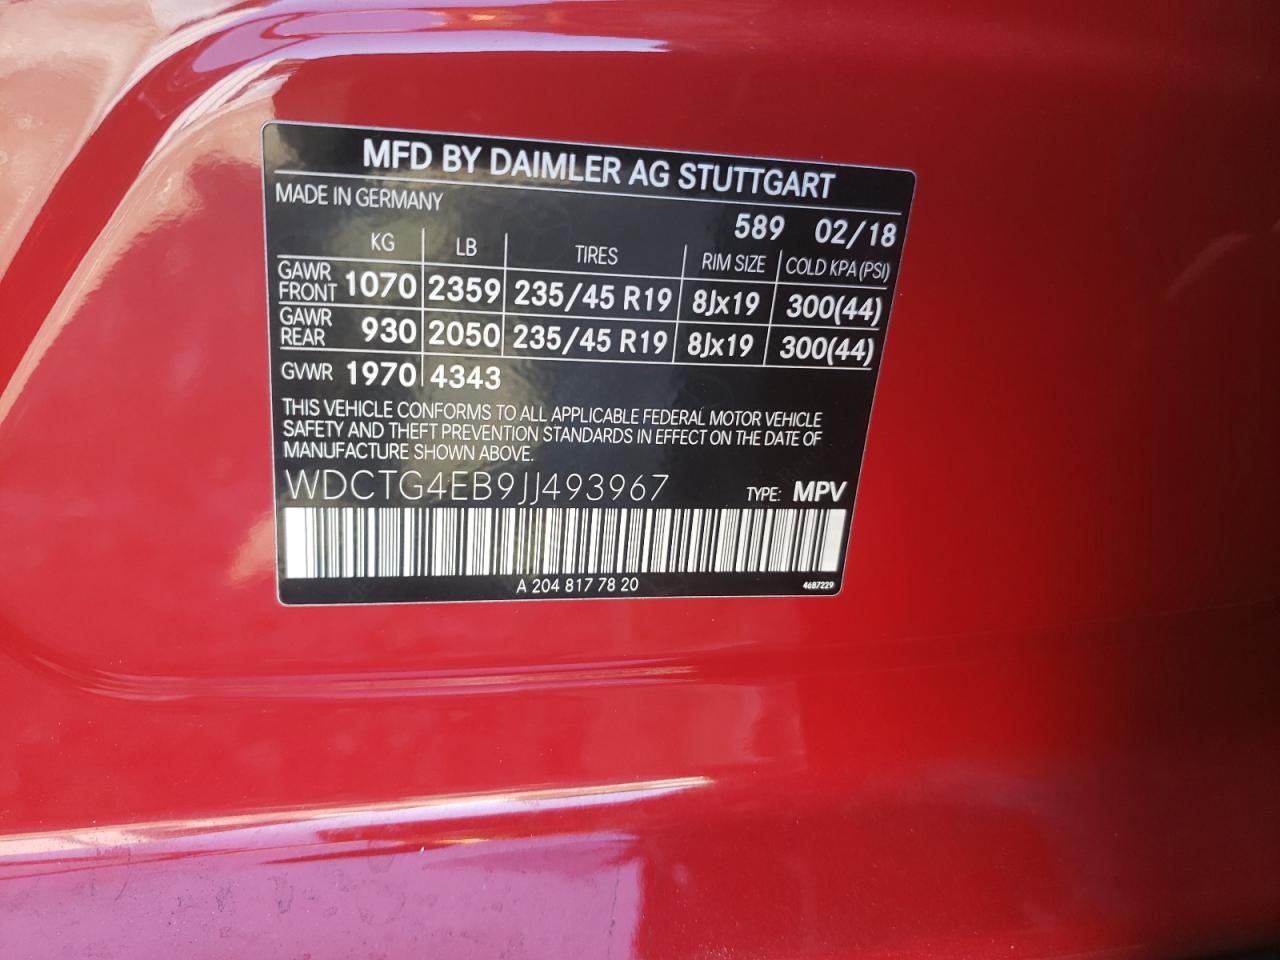 MFD BY DAIMLER AG STUTTGART
MADE IN GERMANY
589 02/18
KG LB TIRES RIM SIZE COLD KPA (PSI)
GAWR FRONT 1070 2359 235/45 R19 8Jx19 300(44)
GAWR REAR 930 2050 235/45 R19 8Jx19 300(44)
GVWR 1970 4343
THIS VEHICLE CONFORMS TO ALL APPLICABLE FEDERAL MOTOR VEHICLE
SAFETY AND THEFT PREVENTION STANDARDS IN EFFECT ON THE DATE OF
MANUFACTURE SHOWN ABOVE.
WDCTG4EB9JJ493967 TYPE: MPV
A 204 817 78 20 4687229